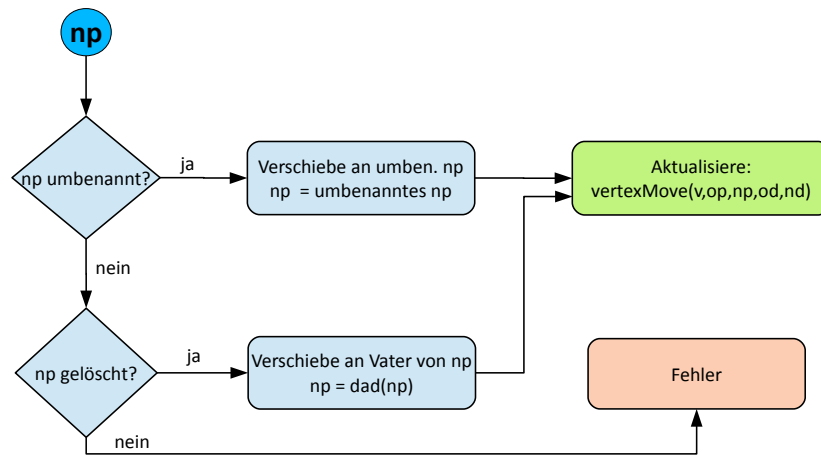 np
np umbenannt?
ja
Verschiebe an umben. np
np = umbenanntes np
Aktualisiere:
vertexMove(v,op,np,od,nd)
nein
np gelöscht?
ja
Verschiebe an Vater von np
np = dad(np)
Fehler
nein